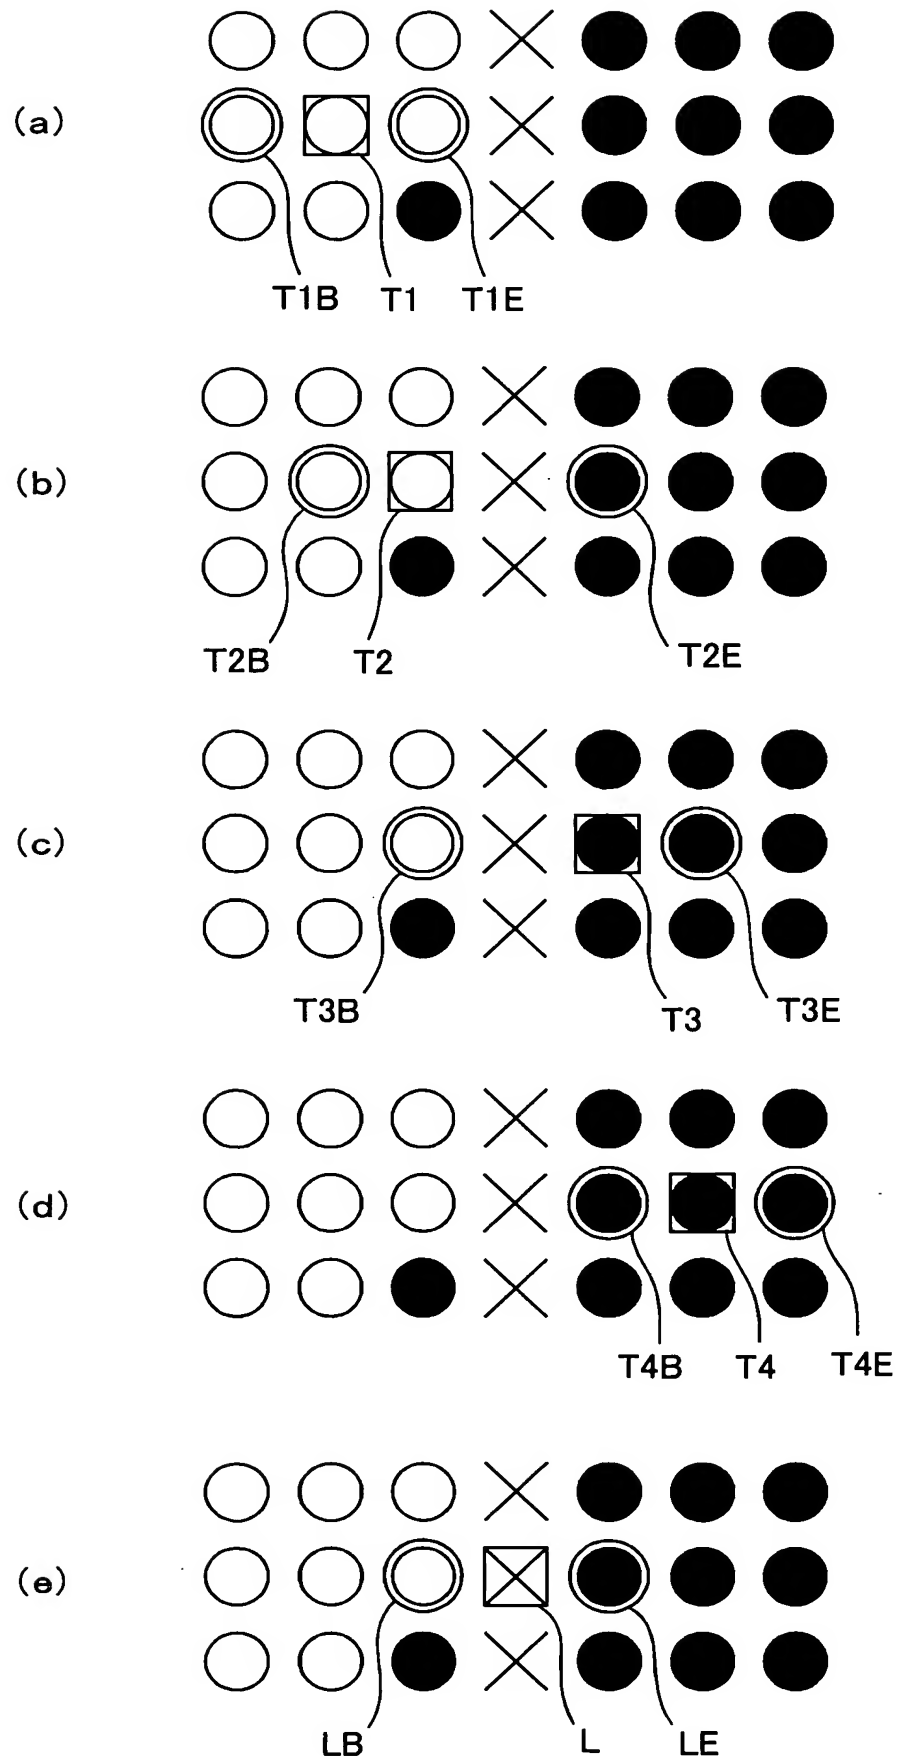 (a)
T1B T1 T1E
(b)
T2B T2 T2E
(c)
T3B T3 T3E
(d)
T4B T4 T4E
(e)
LB L LE